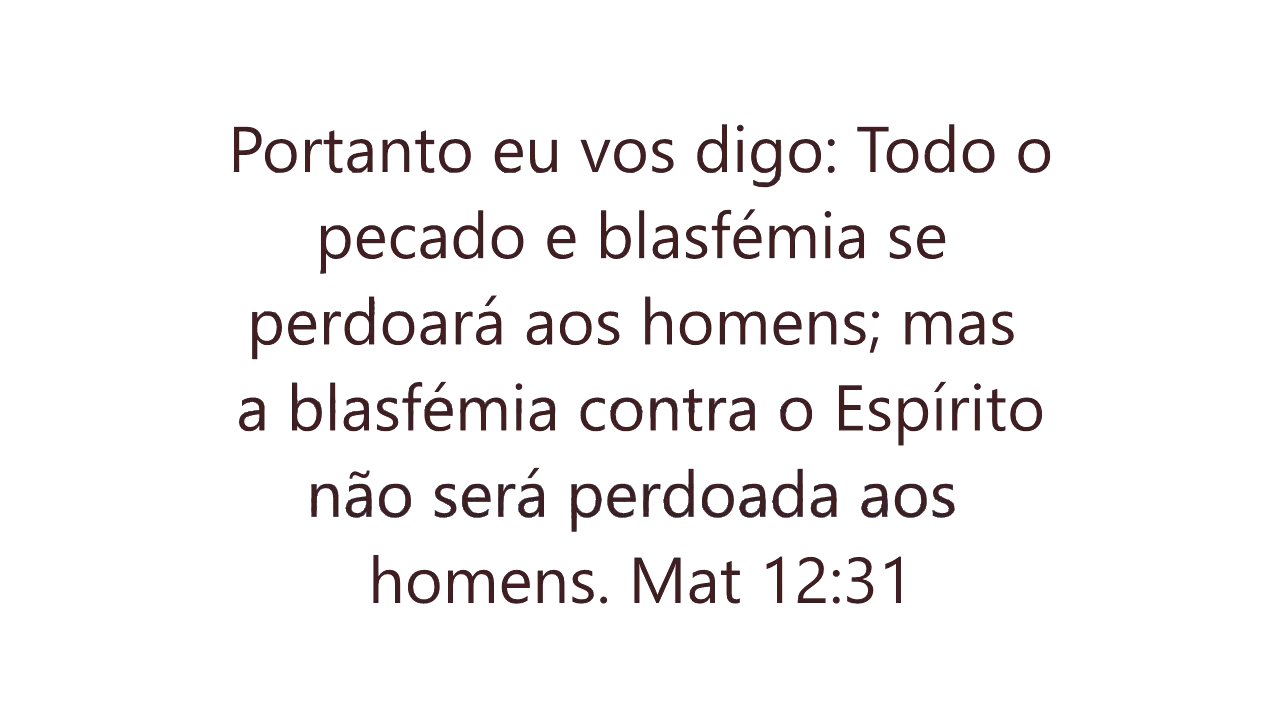 Portanto eu vos digo: Todo o
pecado e blasfémia se
perdoará aos homens; mas
a blasfémia contra o Espírito
não será perdoada aos
homens. Mat 12:31